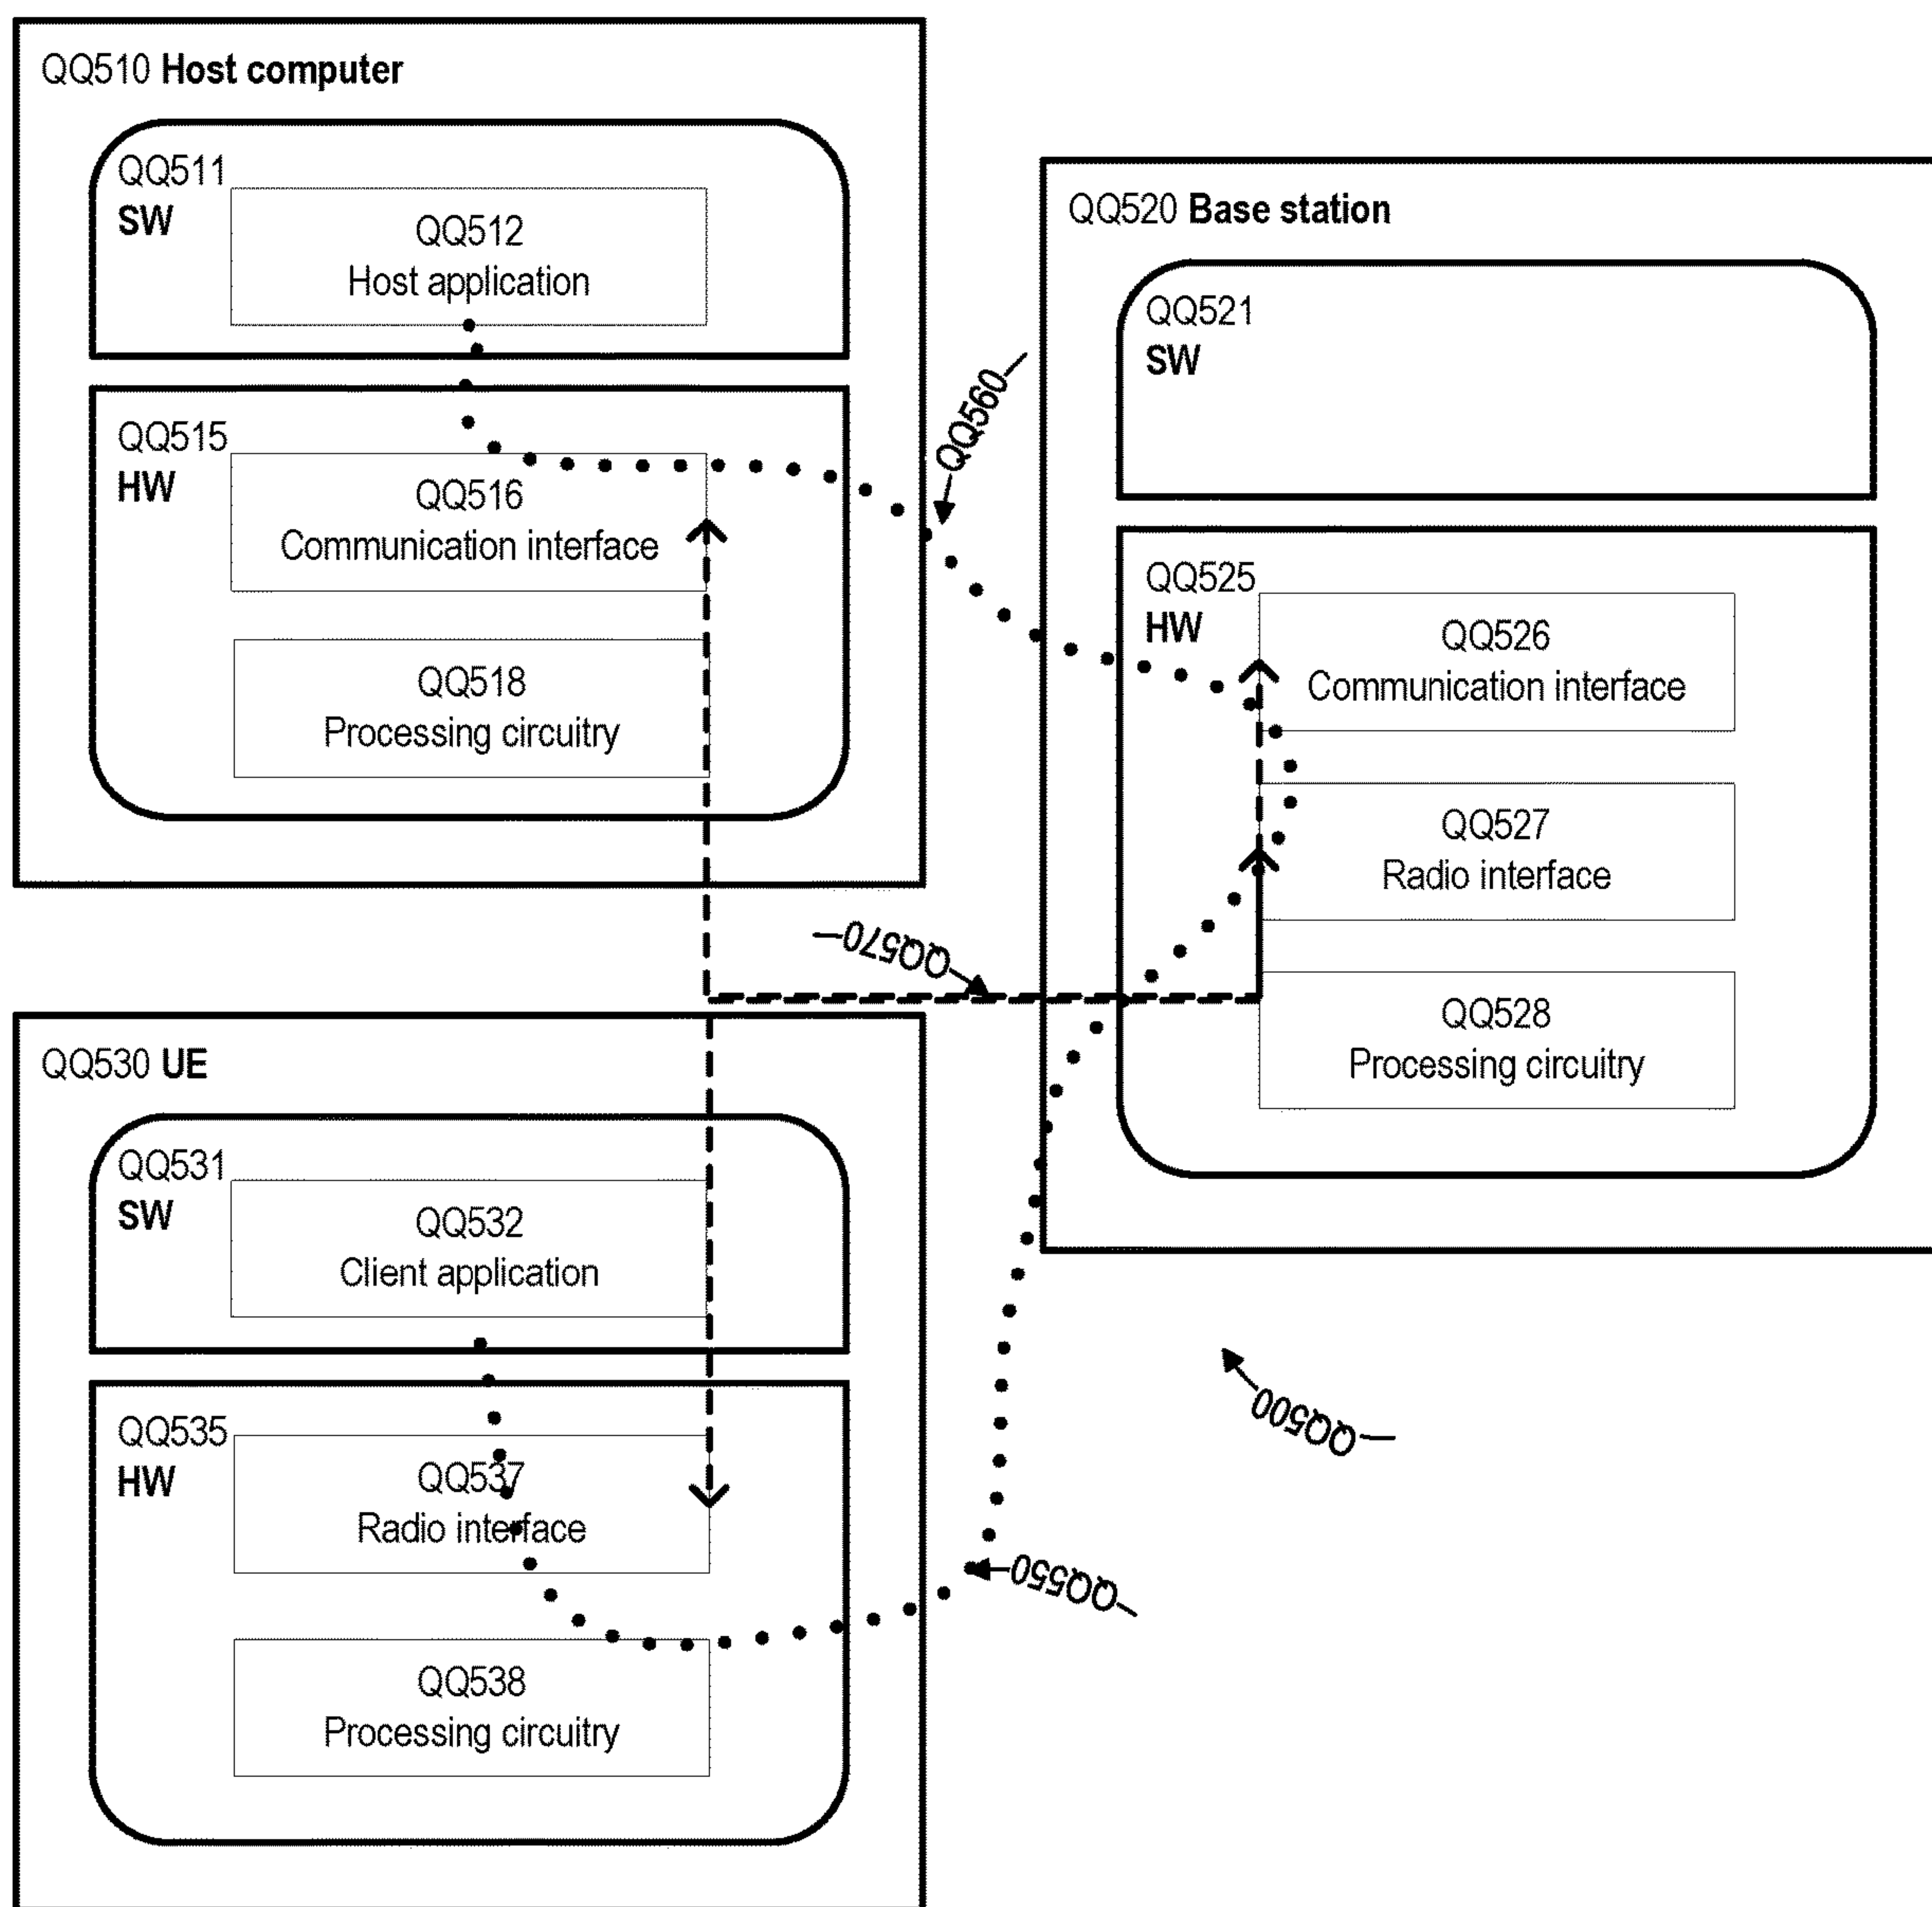 QQ510 Host computer
QQ511
SW
QQ512
Host application
QQ515
HW
QQ516
Communication interface
QQ518
Processing circuitry
QQ560
QQ520 Base station
QQ521
SW
QQ525
HW
QQ526
Communication interface
QQ527
Radio interface
QQ528
Processing circuitry
QQ570
QQ530 UE
QQ531
SW
QQ532
Client application
QQ535
HW
QQ537
Radio interface
QQ538
Processing circuitry
QQ500
QQ550